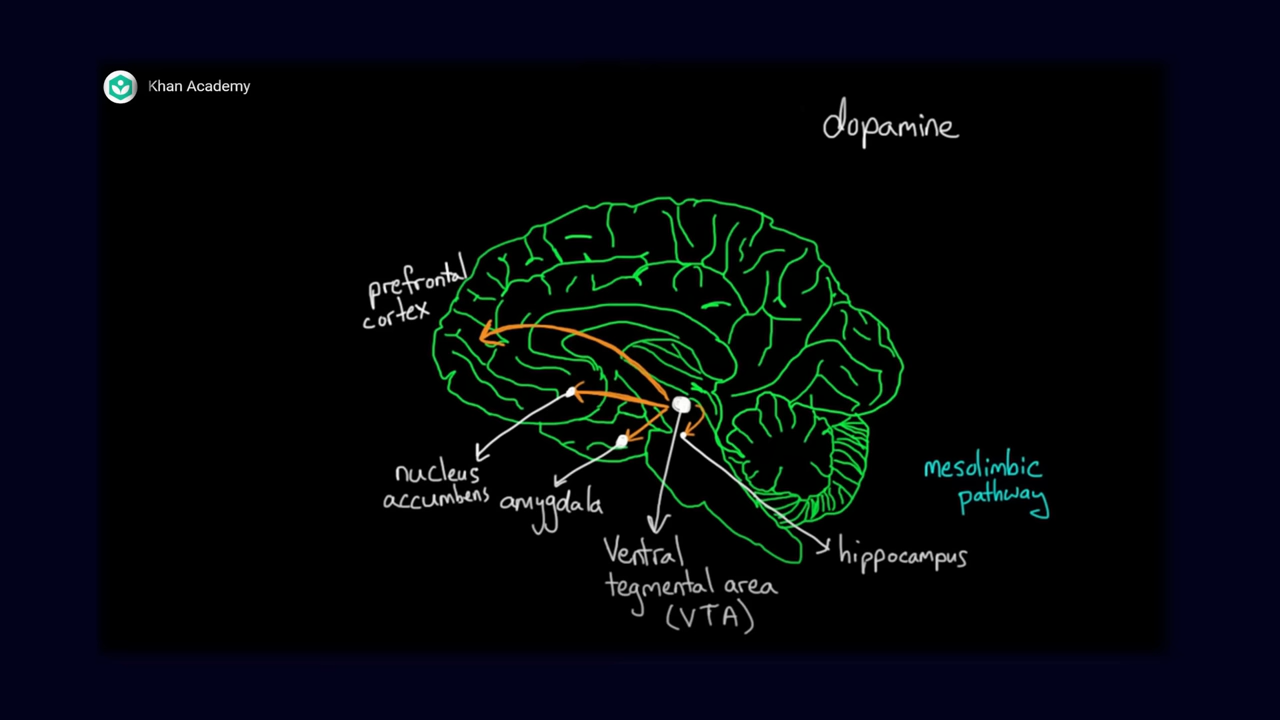 Khan Academy
dopamine
prefrontal
cortex
nucleus
accumbens
amygdala
mesolimbic
pathway
Ventral
tegmental area
(VTA)
hippocampus